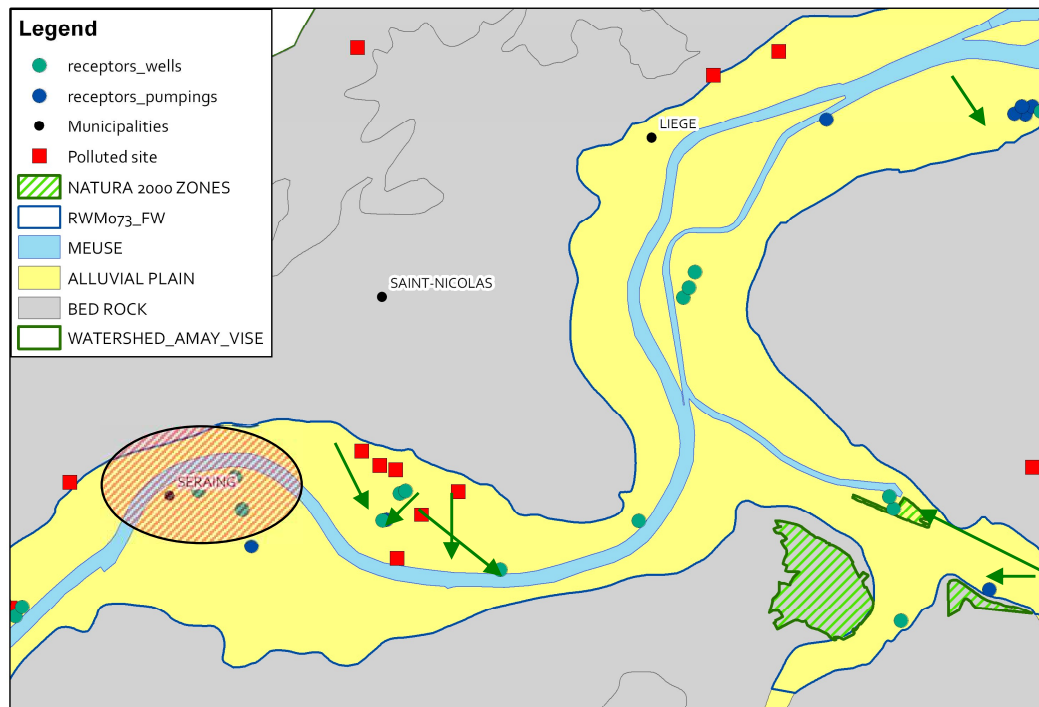 Legend
receptors_wells
receptors_pumpings
Municipalities
Polluted site
NATURA 2000 ZONES
RWM073_FW
MEUSE
ALLUVIAL PLAIN
BED ROCK
WATERSHED_AMAY_VISE
LIEGE
SAINT-NICOLAS
SERAING